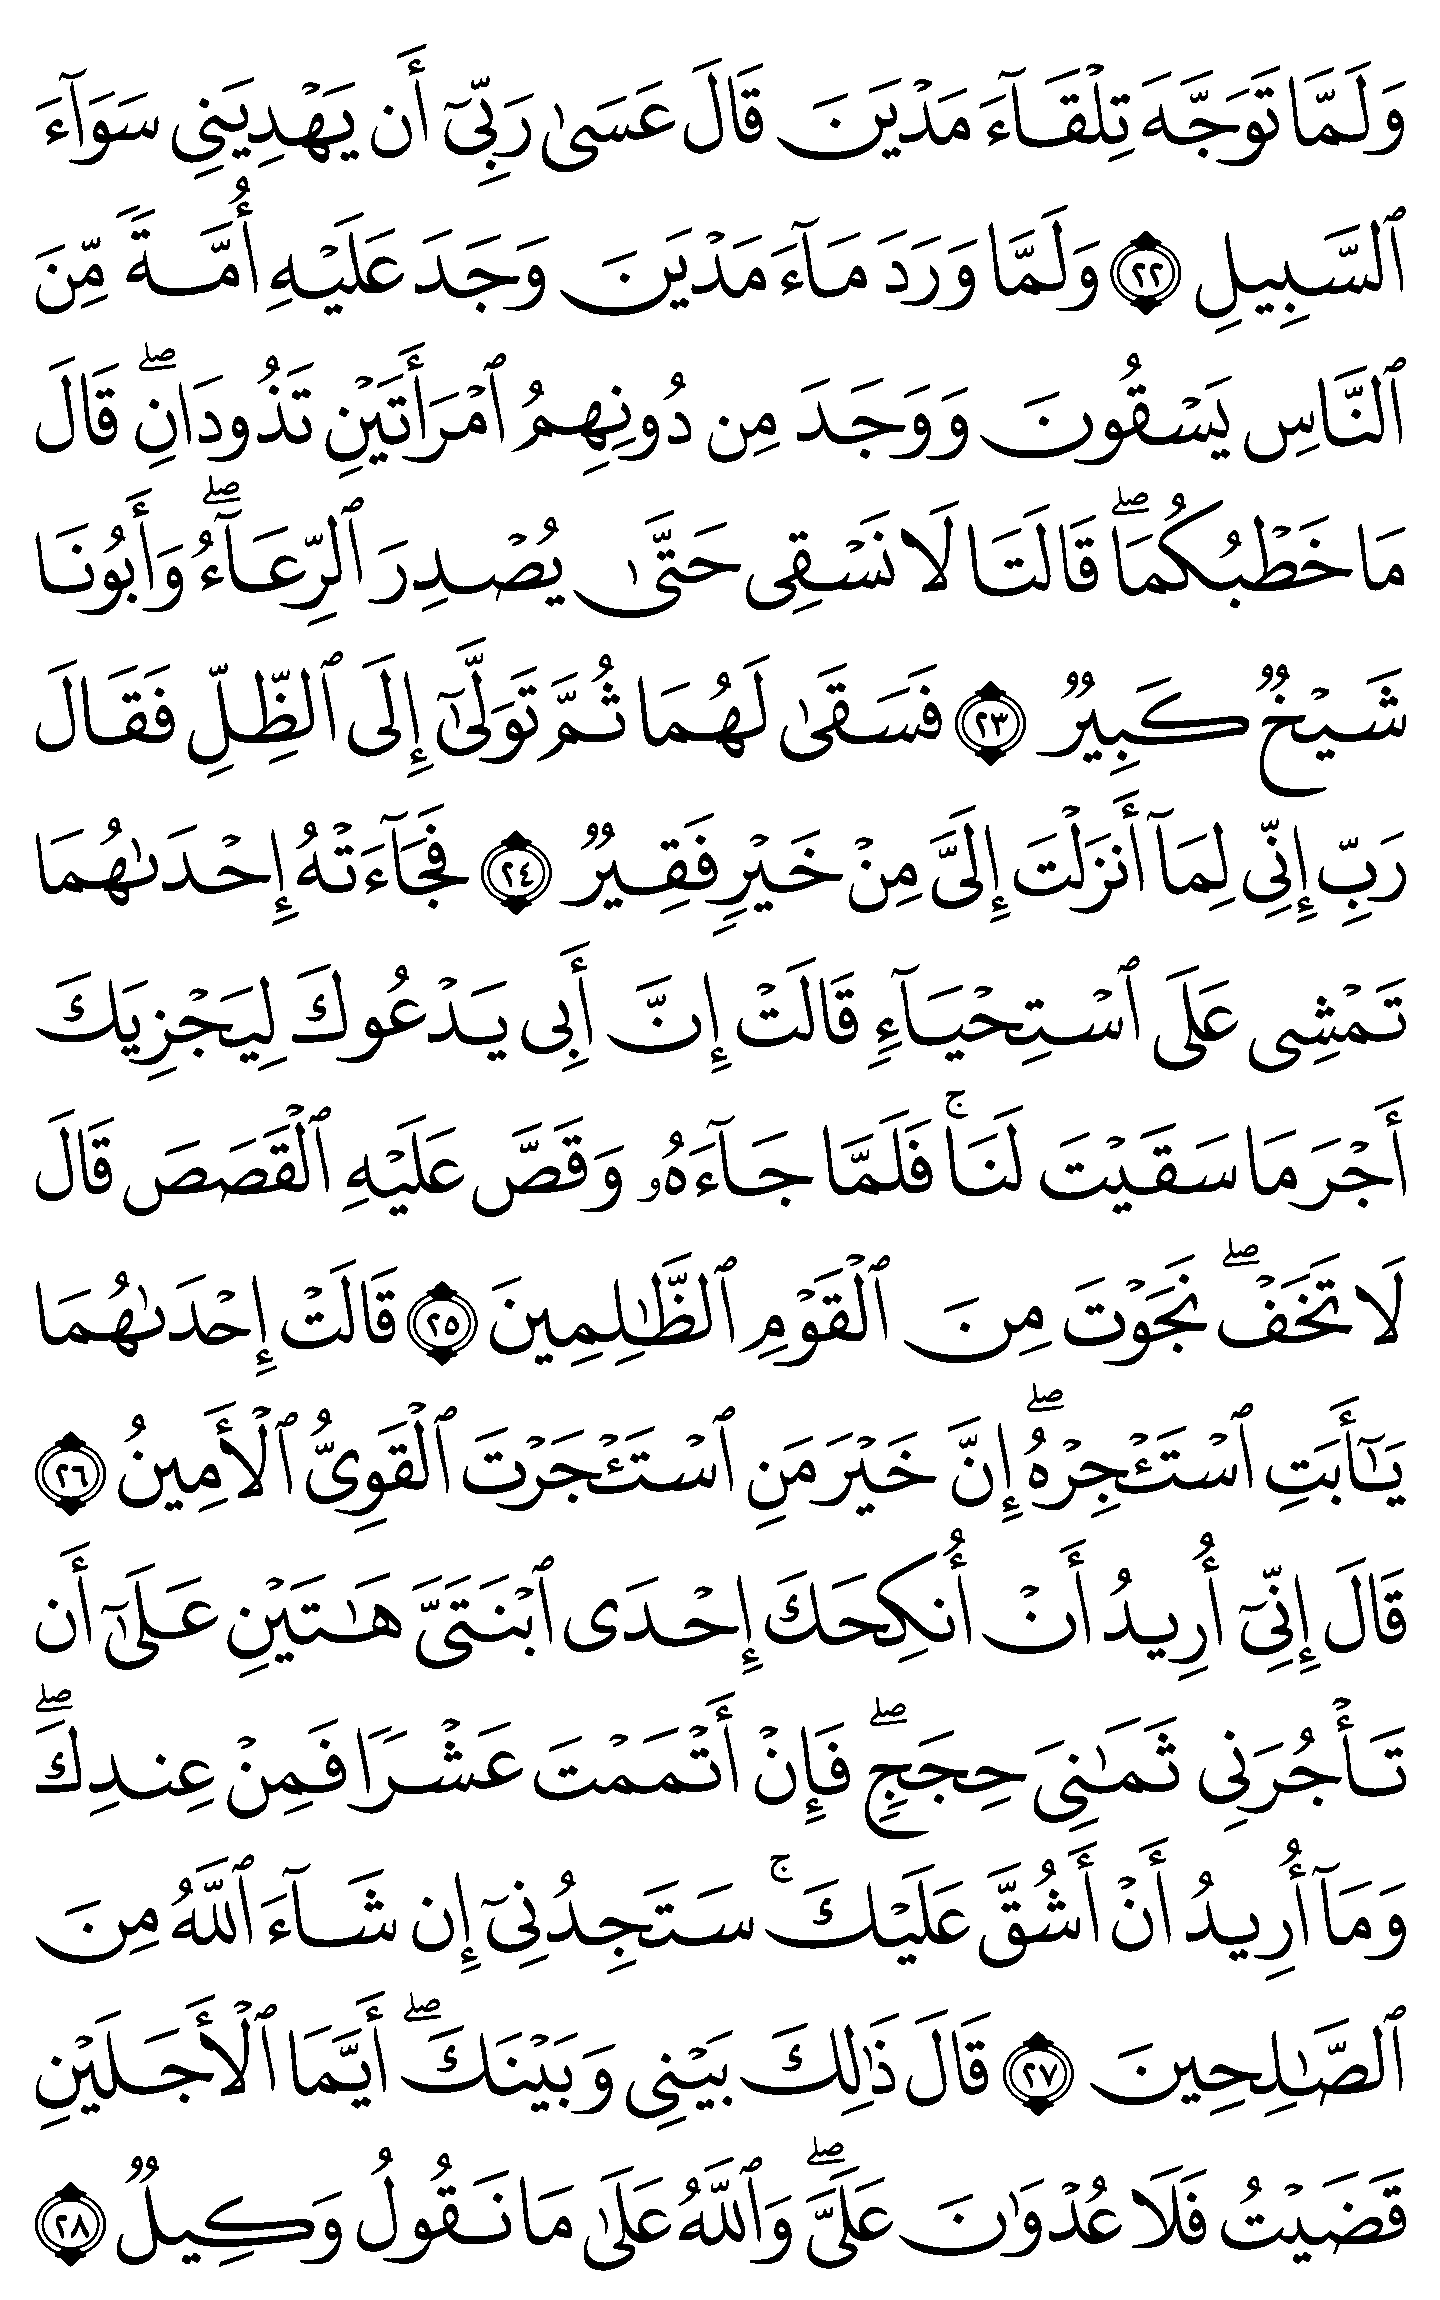 وَلَمَّا تَوَجَّهَ تِلۡقَآءَ مَدۡيَنَ قَالَ عَسَىٰ رَبِّيٓ أَن يَهۡدِيَنِي سَوَآءَ
ٱلسَّبِيلِ ٢٢ وَلَمَّا وَرَدَ مَآءَ مَدۡيَنَ وَجَدَ عَلَيۡهِ أُمَّةٗ مِّنَ
ٱلنَّاسِ يَسۡقُونَ وَوَجَدَ مِن دُونِهِمُ ٱمۡرَأَتَيۡنِ تَذُودَانِۖ قَالَ
مَا خَطۡبُكُمَاۖ قَالَتَا لَا نَسۡقِي حَتَّىٰ يُصۡدِرَ ٱلرِّعَآءُۖ وَأَبُونَا
شَيۡخٞ كَبِيرٞ ٢٣ فَسَقَىٰ لَهُمَا ثُمَّ تَوَلَّىٰٓ إِلَى ٱلظِّلِّ فَقَالَ
رَبِّ إِنِّي لِمَآ أَنزَلۡتَ إِلَيَّ مِنۡ خَيۡرٖ فَقِيرٞ ٢٤ فَجَآءَتۡهُ إِحۡدَىٰهُمَا
تَمۡشِي عَلَى ٱسۡتِحۡيَآءٖ قَالَتۡ إِنَّ أَبِي يَدۡعُوكَ لِيَجۡزِيَكَ
أَجۡرَ مَا سَقَيۡتَ لَنَاۚ فَلَمَّا جَآءَهُۥ وَقَصَّ عَلَيۡهِ ٱلۡقَصَصَ قَالَ
لَا تَخَفۡۖ نَجَوۡتَ مِنَ ٱلۡقَوۡمِ ٱلظَّٰلِمِينَ ٢٥ قَالَتۡ إِحۡدَىٰهُمَا
يَٰٓأَبَتِ ٱسۡتَـٔۡجِرۡهُۖ إِنَّ خَيۡرَ مَنِ ٱسۡتَـٔۡجَرۡتَ ٱلۡقَوِيُّ ٱلۡأَمِينُ ٢٦
قَالَ إِنِّيٓ أُرِيدُ أَنۡ أُنكِحَكَ إِحۡدَى ٱبۡنَتَيَّ هَٰتَيۡنِ عَلَىٰٓ أَن
تَأۡجُرَنِي ثَمَٰنِيَ حِجَجٖۖ فَإِنۡ أَتۡمَمۡتَ عَشۡرٗا فَمِنۡ عِندِكَۖ
وَمَآ أُرِيدُ أَنۡ أَشُقَّ عَلَيۡكَۚ سَتَجِدُنِيٓ إِن شَآءَ ٱللَّهُ مِنَ
ٱلصَّٰلِحِينَ ٢٧ قَالَ ذَٰلِكَ بَيۡنِي وَبَيۡنَكَۖ أَيَّمَا ٱلۡأَجَلَيۡنِ
قَضَيۡتُ فَلَا عُدۡوَٰنَ عَلَيَّۖ وَٱللَّهُ عَلَىٰ مَا نَقُولُ وَكِيلٞ ٢٨